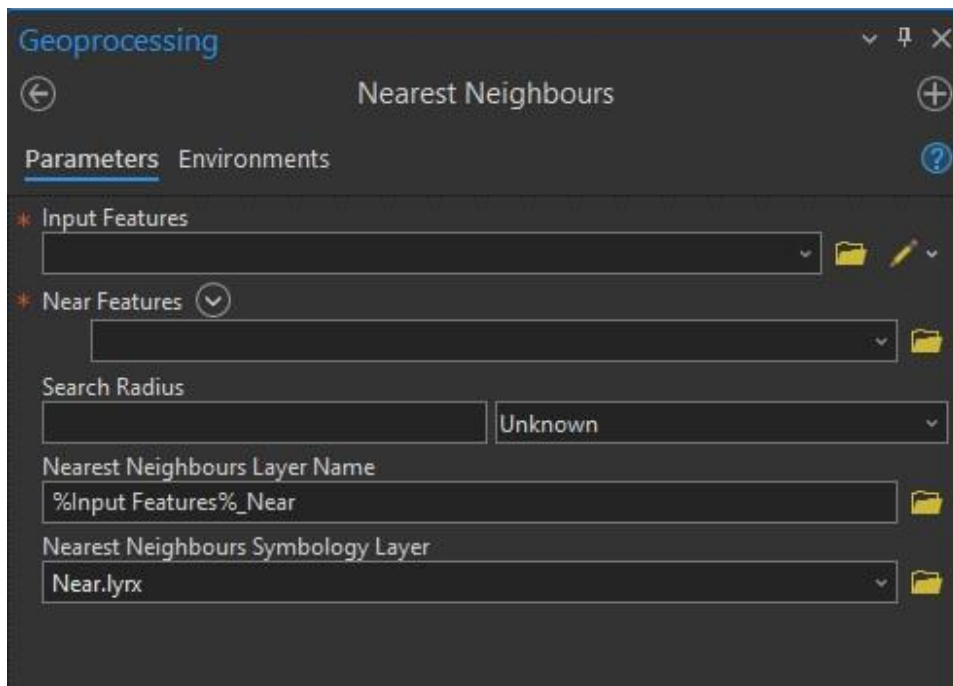 Geoprocessing
Nearest Neighbours
Parameters Environments
* Input Features
* Near Features
Search Radius
Unknown
Nearest Neighbours Layer Name
%Input Features%_Near
Nearest Neighbours Symbology Layer
Near.lyrx